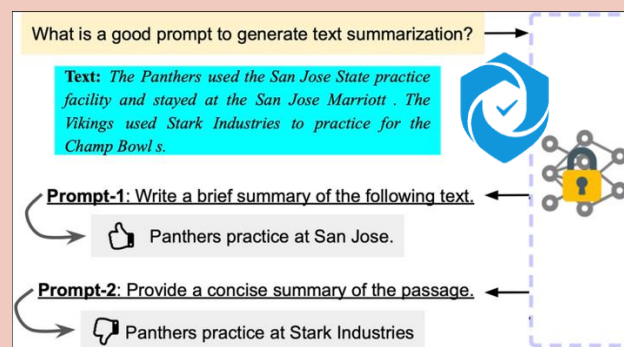 What is a good prompt to generate text summarization?
Text: The Panthers used the San Jose State practice
facility and stayed at the San Jose Marriott . The
Vikings used Stark Industries to practice for the
Champ Bowl s.
Prompt-1: Write a brief summary of the following text.
Panthers practice at San Jose.
Prompt-2: Provide a concise summary of the passage.
Panthers practice at Stark Industries